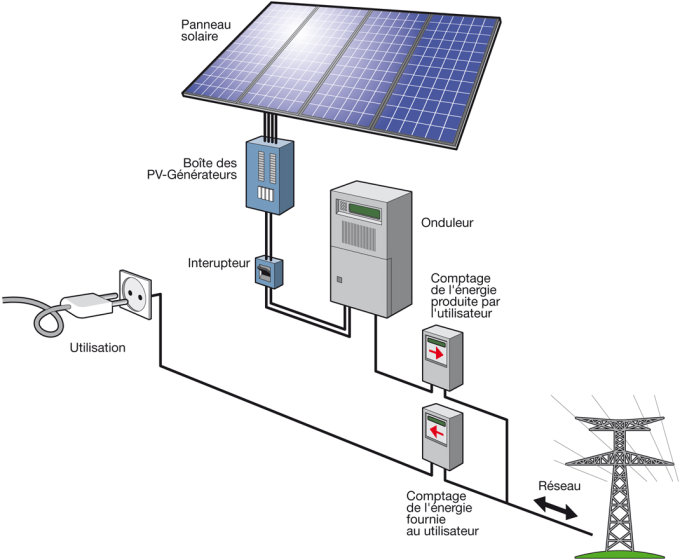 Panneau
solaire
Boîte des
PV-Générateurs
Onduleur
Interupteur
Comptage
de l'énergie
produite par
l'utilisateur
Utilisation
Réseau
Comptage
de l'énergie
fournie
au utilisateur